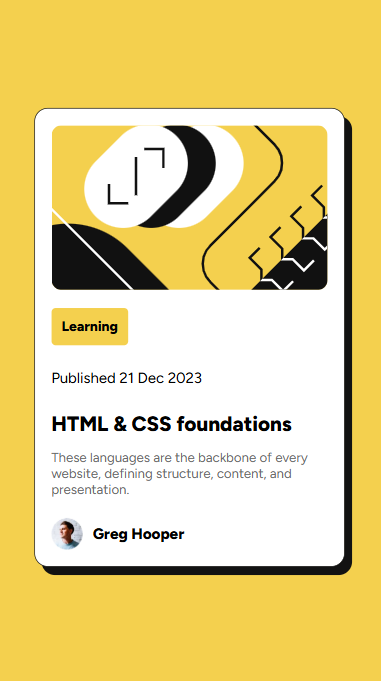 Learning
Published 21 Dec 2023
HTML & CSS foundations
These languages are the backbone of every
website, defining structure, content, and
presentation.
Greg Hooper